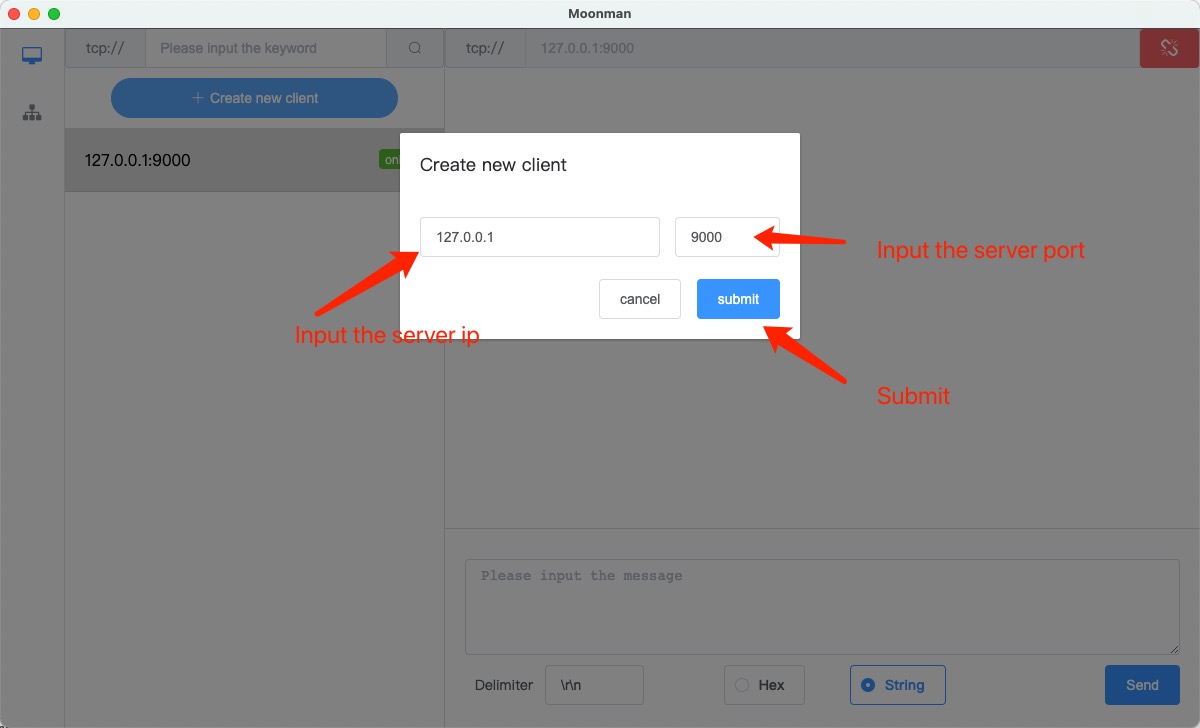 Moonman
tcp://
Please input the keyword
tcp://
127.0.0.1:9000
+ Create new client
127.0.0.1:9000
Create new client
127.0.0.1
9000
Input the server port
cancel
submit
Input the server ip
Submit
Please input the message
Delimiter
\r\n
Hex
String
Send